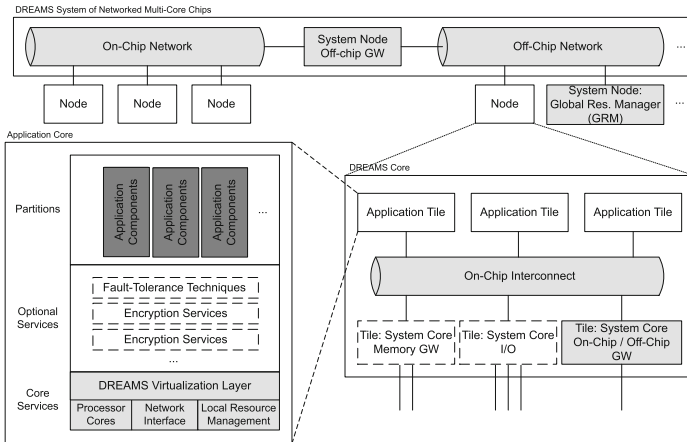 DREAMS System of Networked Multi-Core Chips
On-Chip Network
System Node
Off-chip GW
Off-Chip Network
...
Node
Node
Node
Node
System Node:
Global Res. Manager
(GRM)
...
Application Core
Partitions
Application
Components
Application
Components
Application
Components
...
Optional
Services
Fault-Tolerance Techniques
Encryption Services
Encryption Services
...
Core
Services
DREAMS Virtualization Layer
Processor
Cores
Network
Interface
Local Resource
Management
DREAMS Core
Application Tile
Application Tile
Application Tile
On-Chip Interconnect
Tile: System Core
Memory GW
Tile: System Core
I/O
Tile: System Core
On-Chip / Off-Chip
GW